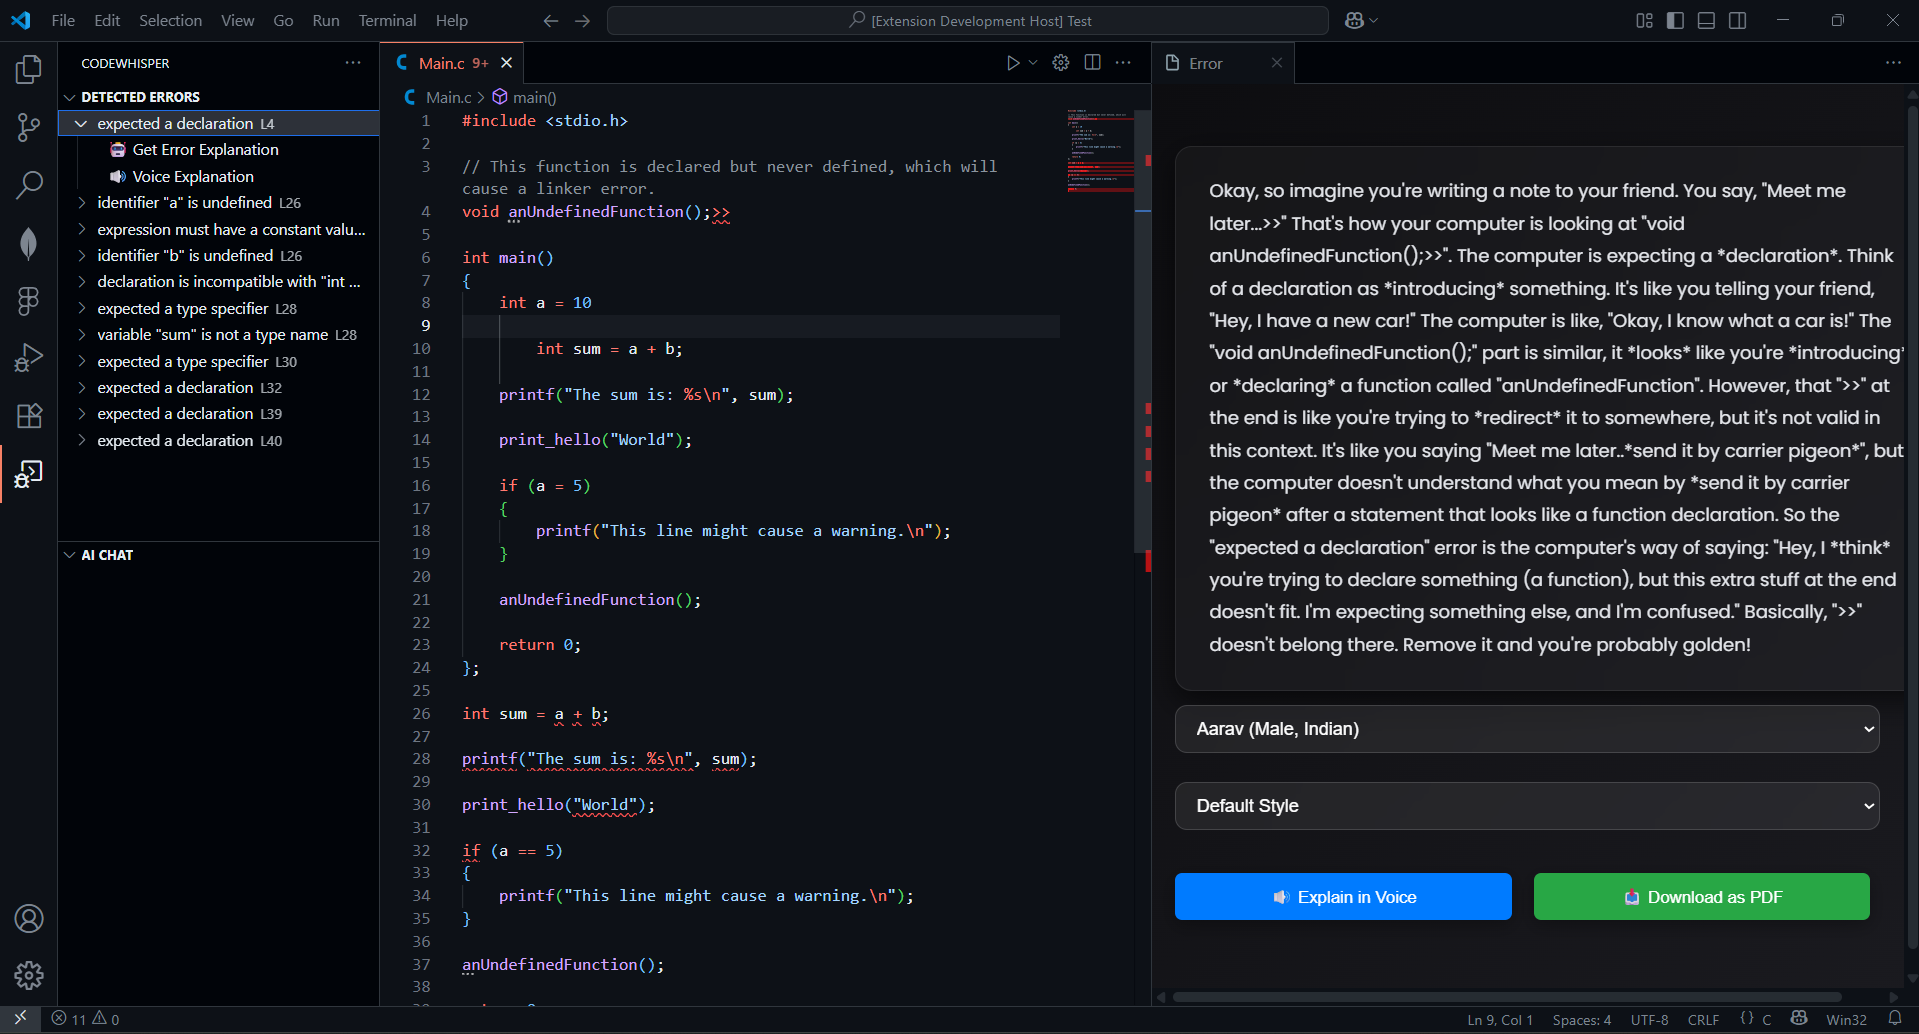 File Edit Selection View Go Run Terminal Help
[Extension Development Host] Test
CODEWHISPER
DETECTED ERRORS
expected a declaration L4
Get Error Explanation
Voice Explanation
identifier "a" is undefined L26
expression must have a constant valu...
identifier "b" is undefined L26
declaration is incompatible with "int ...
expected a type specifier L28
variable "sum" is not a type name L28
expected a type specifier L30
expected a declaration L32
expected a declaration L39
expected a declaration L40
AI CHAT
Main.c 9+
Main.c > main()
1 #include <stdio.h>
2
3 // This function is declared but never defined, which will
cause a linker error.
4 void anUndefinedFunction();>>
5
6 int main()
7 {
8 int a = 10
9
10 int sum = a + b;
11
12 printf("The sum is: %s\n", sum);
13
14 print_hello("World");
15
16 if (a = 5)
17 {
18 printf("This line might cause a warning.\n");
19 }
20
21 anUndefinedFunction();
22
23 return 0;
24 };
25
26 int sum = a + b;
27
28 printf("The sum is: %s\n", sum);
29
30 print_hello("World");
31
32 if (a == 5)
33 {
34 printf("This line might cause a warning.\n");
35 }
36
37 anUndefinedFunction();
38
Error
Okay, so imagine you're writing a note to your friend. You say, "Meet me
later...>>" That's how your computer is looking at "void
anUndefinedFunction();>>". The computer is expecting a *declaration*. Think
of a declaration as *introducing* something. It's like you telling your friend,
"Hey, I have a new car!" The computer is like, "Okay, I know what a car is!" The
"void anUndefinedFunction();" part is similar, it *looks* like you're *introducing*
or *declaring* a function called "anUndefinedFunction". However, that ">>" at
the end is like you're trying to *redirect* it to somewhere, but it's not valid in
this context. It's like you saying "Meet me later..*send it by carrier pigeon*", but
the computer doesn't understand what you mean by *send it by carrier
pigeon* after a statement that looks like a function declaration. So the
"expected a declaration" error is the computer's way of saying: "Hey, I *think*
you're trying to declare something (a function), but this extra stuff at the end
doesn't fit. I'm expecting something else, and I'm confused." Basically, ">>"
doesn't belong there. Remove it and you're probably golden!
Aarav (Male, Indian)
Default Style
Explain in Voice
Download as PDF
11 0
Ln 9, Col 1 Spaces: 4 UTF-8 CRLF {} C Win32